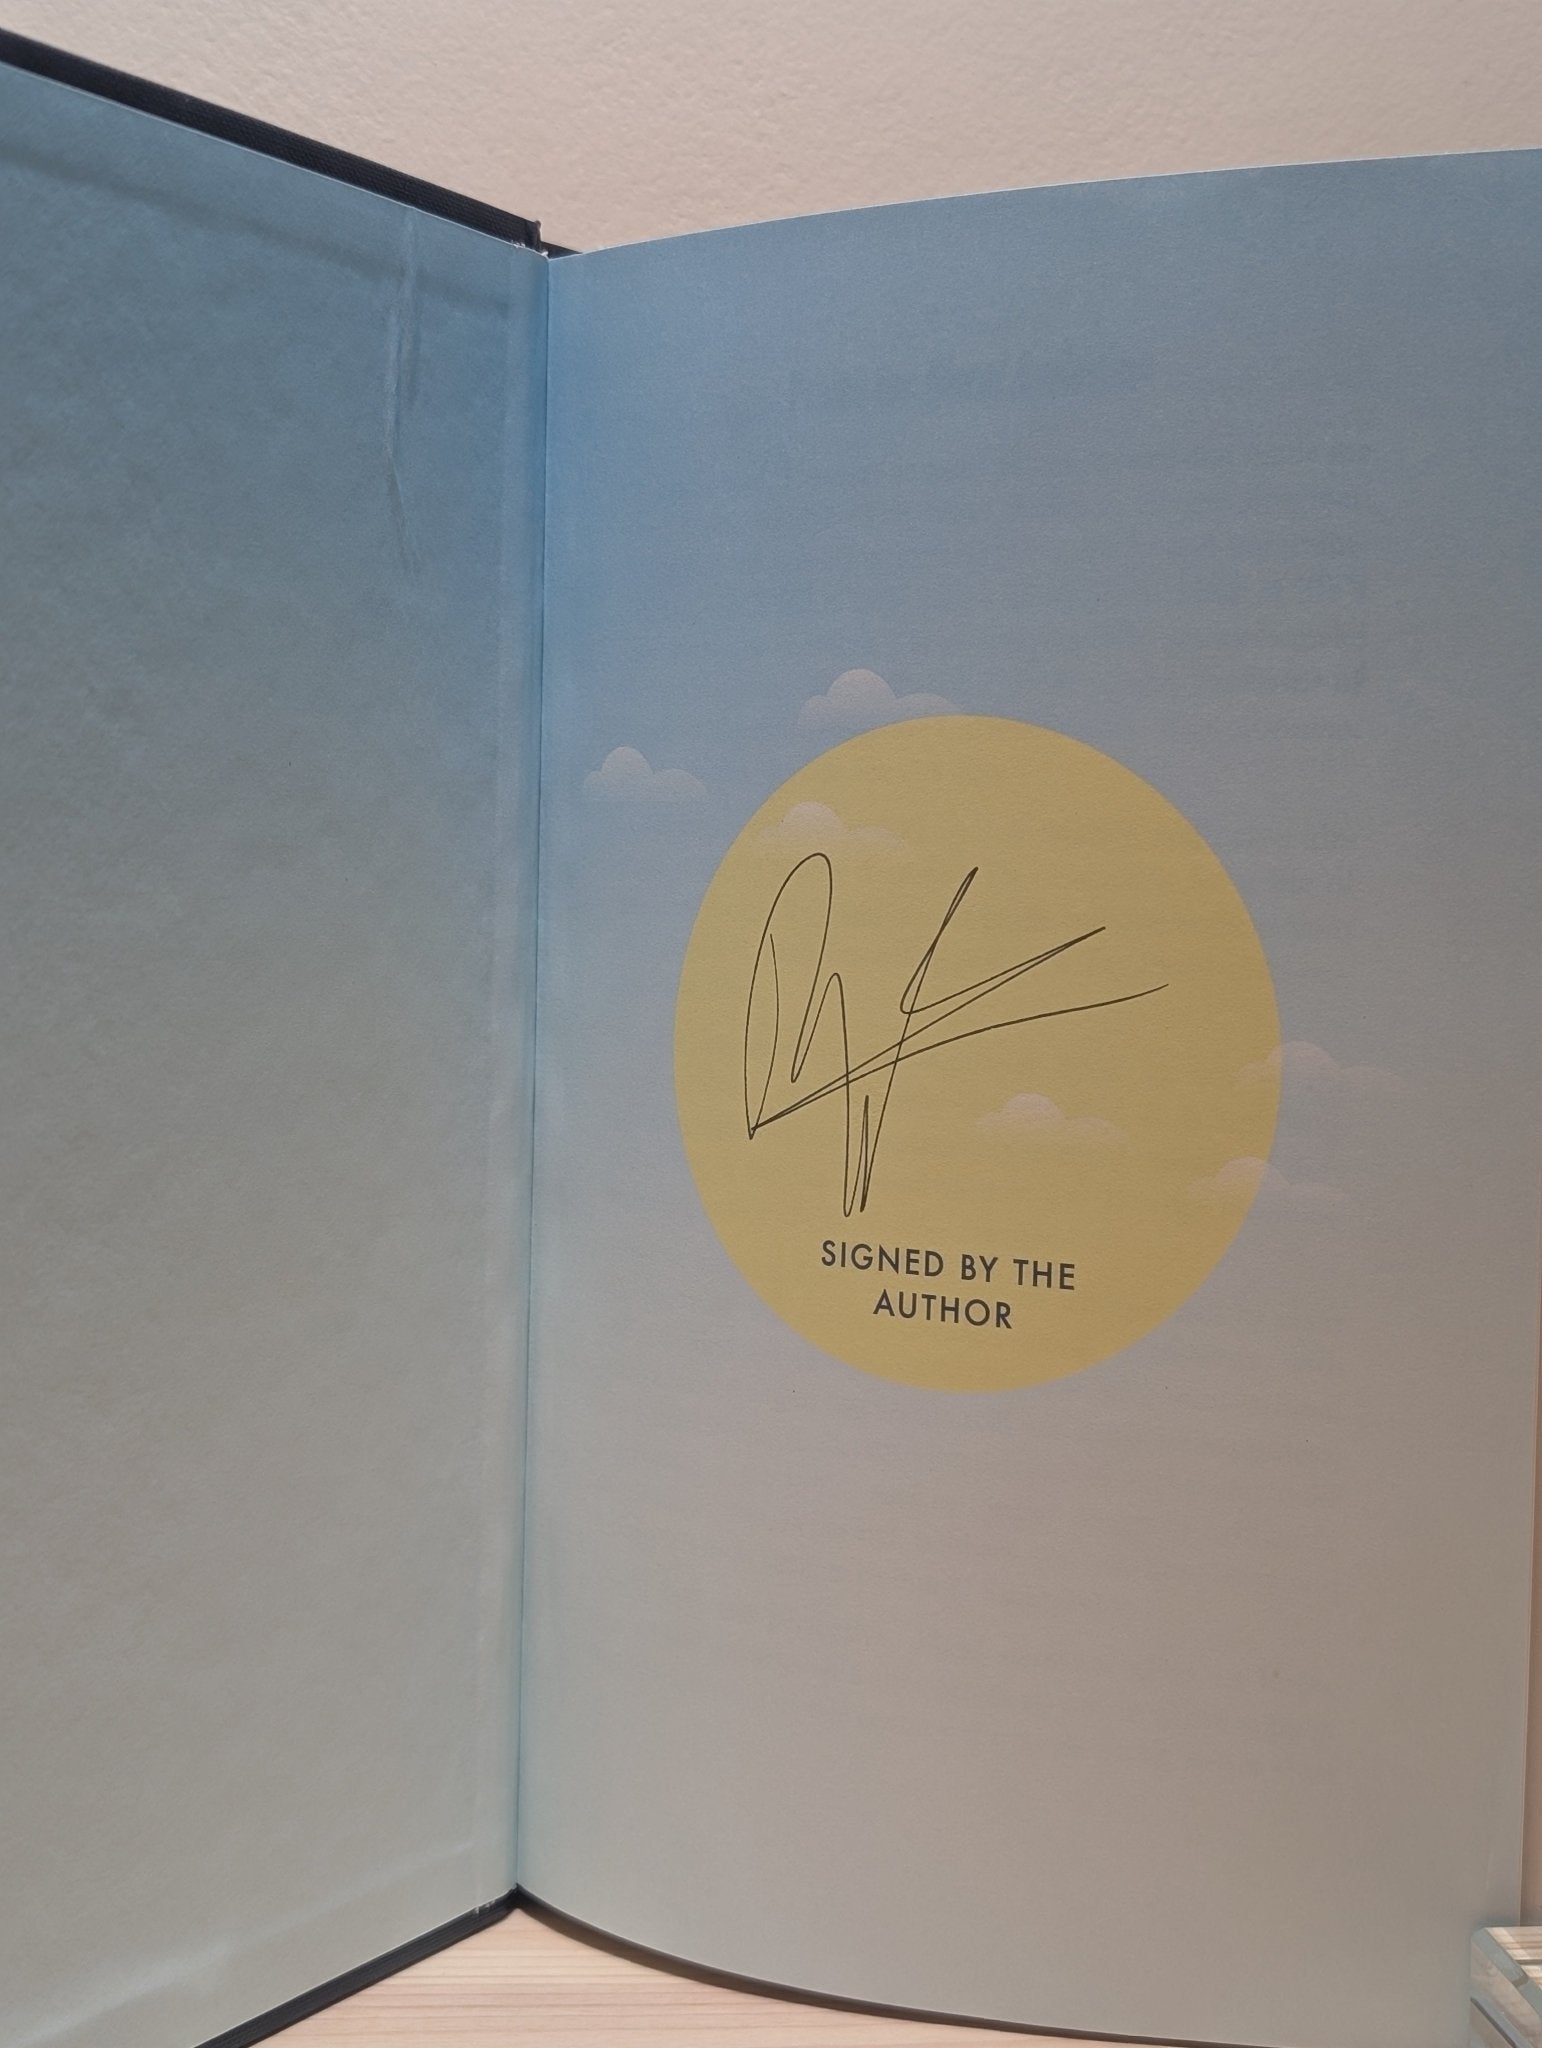 SIGNED BY THE
AUTHOR